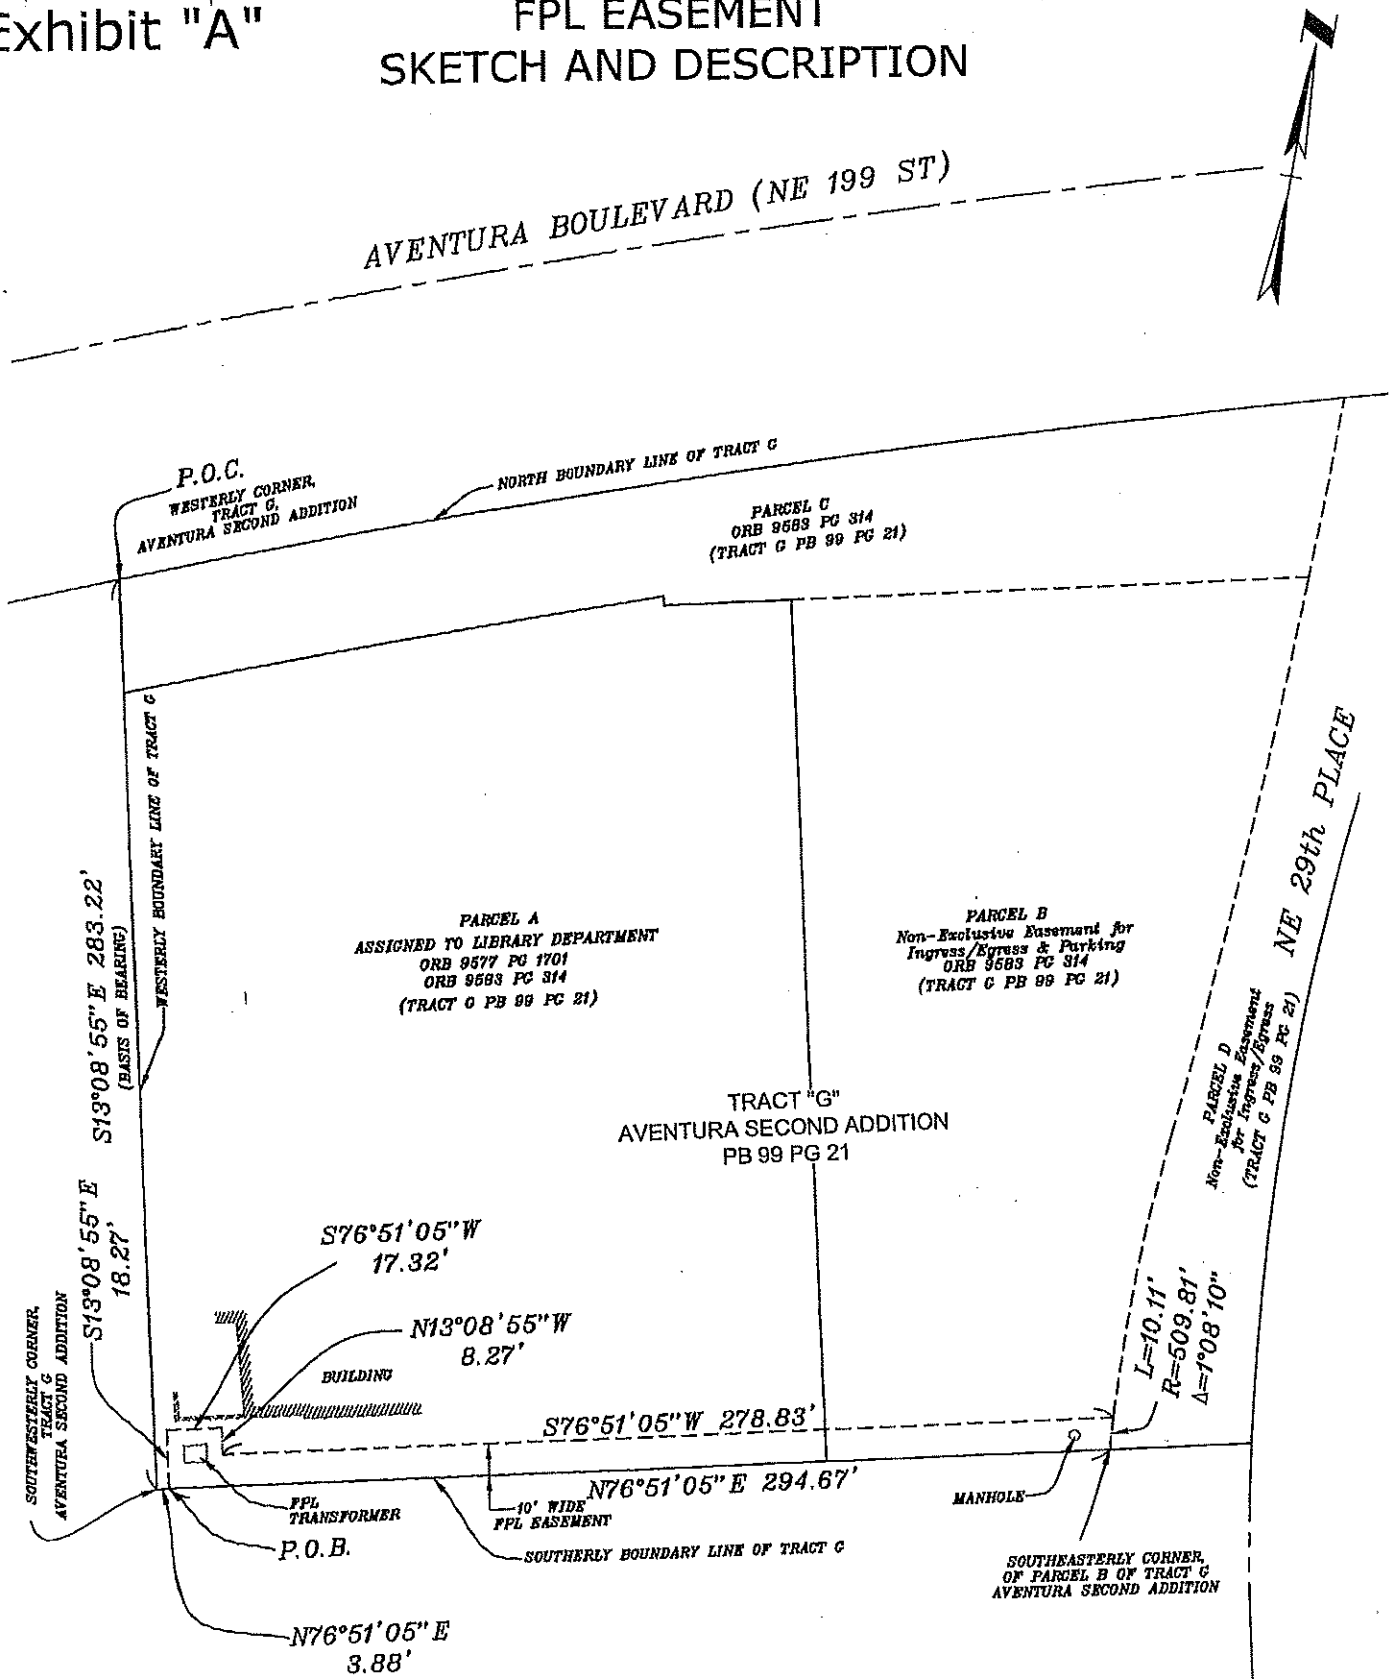 Exhibit "A"
FPL EASEMENT
SKETCH AND DESCRIPTION
N
AVENTURA BOULEVARD (NE 199 ST)
P.O.C.
WESTERLY CORNER,
TRACT G,
AVENTURA SECOND ADDITION
NORTH BOUNDARY LINE OF TRACT G
PARCEL C
ORB 9583 PG 314
(TRACT G PB 99 PG 21)
WESTERLY BOUNDARY LINE OF TRACT G
S13°08'55"E 283.22'
(BASIS OF BEARING)
PARCEL A
ASSIGNED TO LIBRARY DEPARTMENT
ORB 9577 PG 1701
ORB 9583 PG 314
(TRACT G PB 99 PG 21)
PARCEL B
Non-Exclusive Easement for
Ingress/Egress & Parking
ORB 9583 PG 314
(TRACT G PB 99 PG 21)
NE 29th PLACE
PARCEL D
Non-Exclusive Easement
for Ingress/Egress
(TRACT G PB 99 PG 21)
TRACT "G"
AVENTURA SECOND ADDITION
PB 99 PG 21
S13°08'55"E
18.27'
S76°51'05"W
17.32'
N13°08'55"W
8.27'
BUILDING
L=10.11'
R=509.81'
Δ=1°08'10"
SOUTHWESTERLY CORNER,
TRACT G
AVENTURA SECOND ADDITION
S76°51'05"W 278.83'
N76°51'05"E 294.67'
FPL
TRANSFORMER
10' WIDE
FPL EASEMENT
MANHOLE
P.O.B.
SOUTHERLY BOUNDARY LINE OF TRACT G
SOUTHEASTERLY CORNER,
OF PARCEL B OF TRACT G
AVENTURA SECOND ADDITION
N76°51'05"E
3.88'